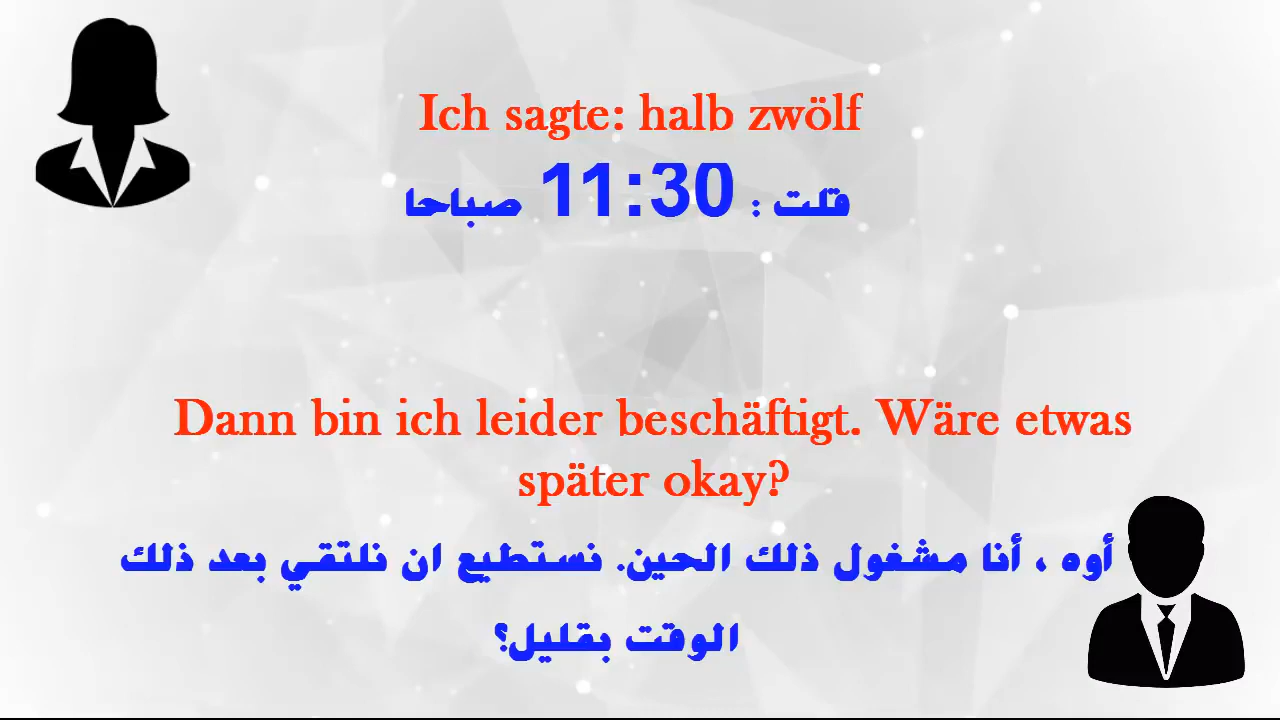 Ich sagte: halb zwölf
قلت : 11:30 صباحا
Dann bin ich leider beschäftigt. Wäre etwas
später okay?
أوه ، أنا مشغول ذلك الحين. نستطيع ان نلتقي بعد ذلك
الوقت بقليل؟